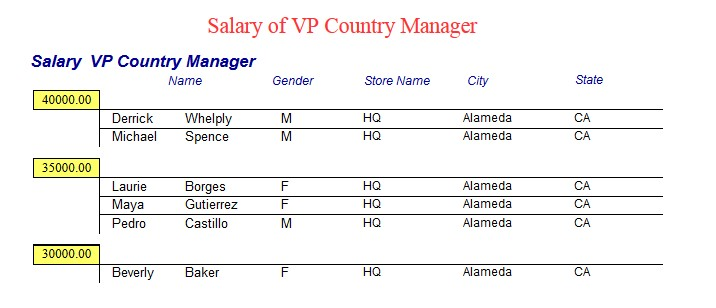 Salary of VP Country Manager
Salary VP Country Manager
Name Gender Store Name City State
40000.00
Derrick Whelply M HQ Alameda CA
Michael Spence M HQ Alameda CA
35000.00
Laurie Borges F HQ Alameda CA
Maya Gutierrez F HQ Alameda CA
Pedro Castillo M HQ Alameda CA
30000.00
Beverly Baker F HQ Alameda CA